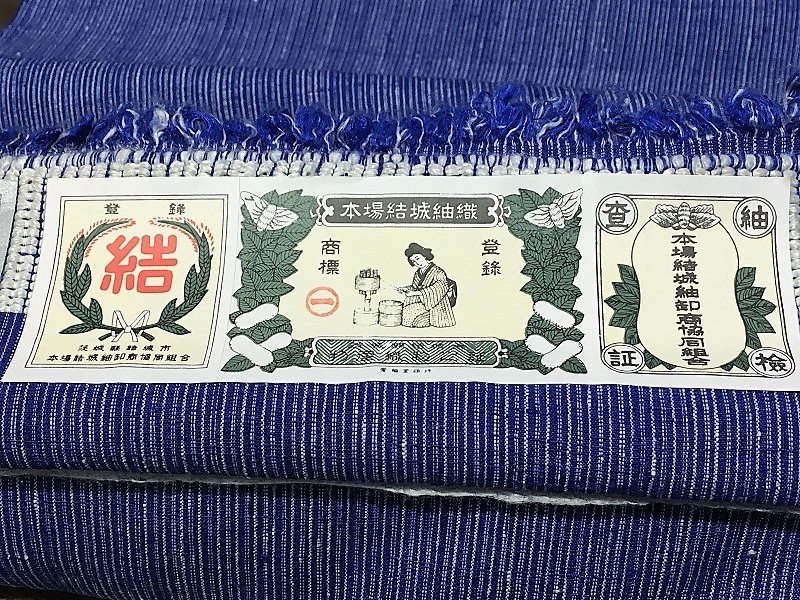 登録
結
茨城縣結城市
本場結城紬卸商協同組合
本場結城紬織
商標
登録
一
紬
査
検
証
本場結城紬卸商協同組合